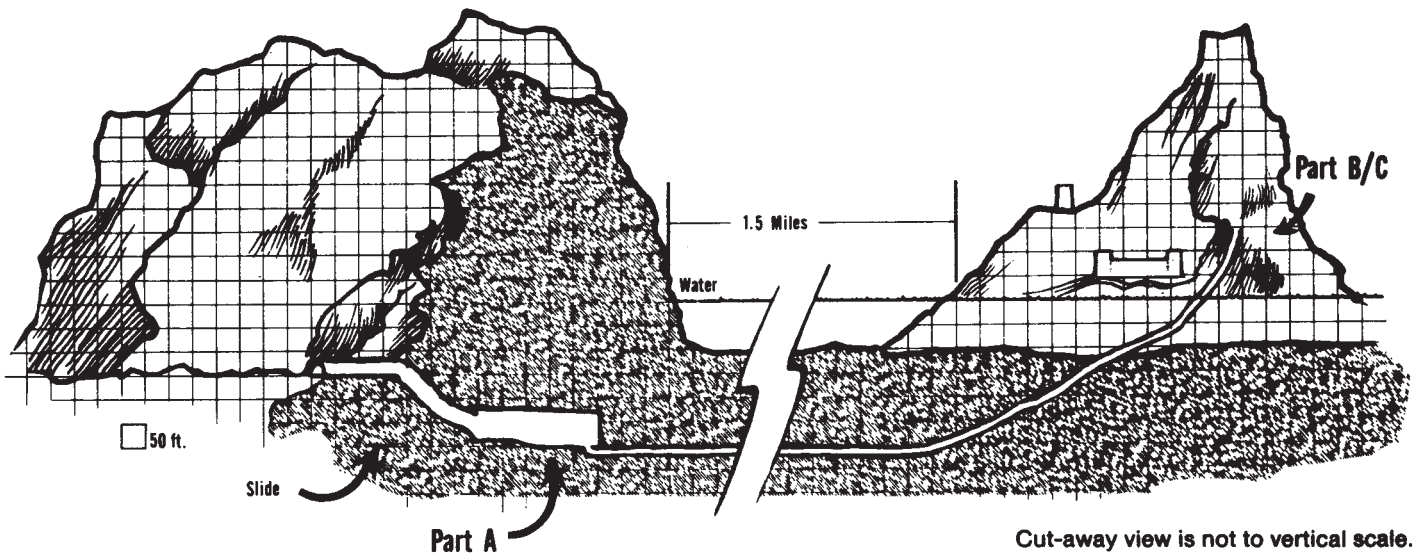 Part B/C
1.5 Miles
Water
50 ft.
Slide
Part A
Cut-away view is not to vertical scale.